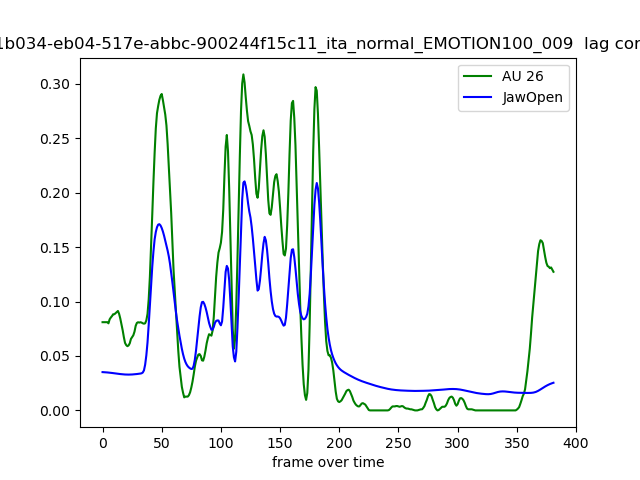 1b034-eb04-517e-abbc-900244f15c11_ita_normal_EMOTION100_009 lag cor
AU 26
JawOpen
0.30
0.25
0.20
0.15
0.10
0.05
0.00
0 50 100 150 200 250 300 350 400
frame over time